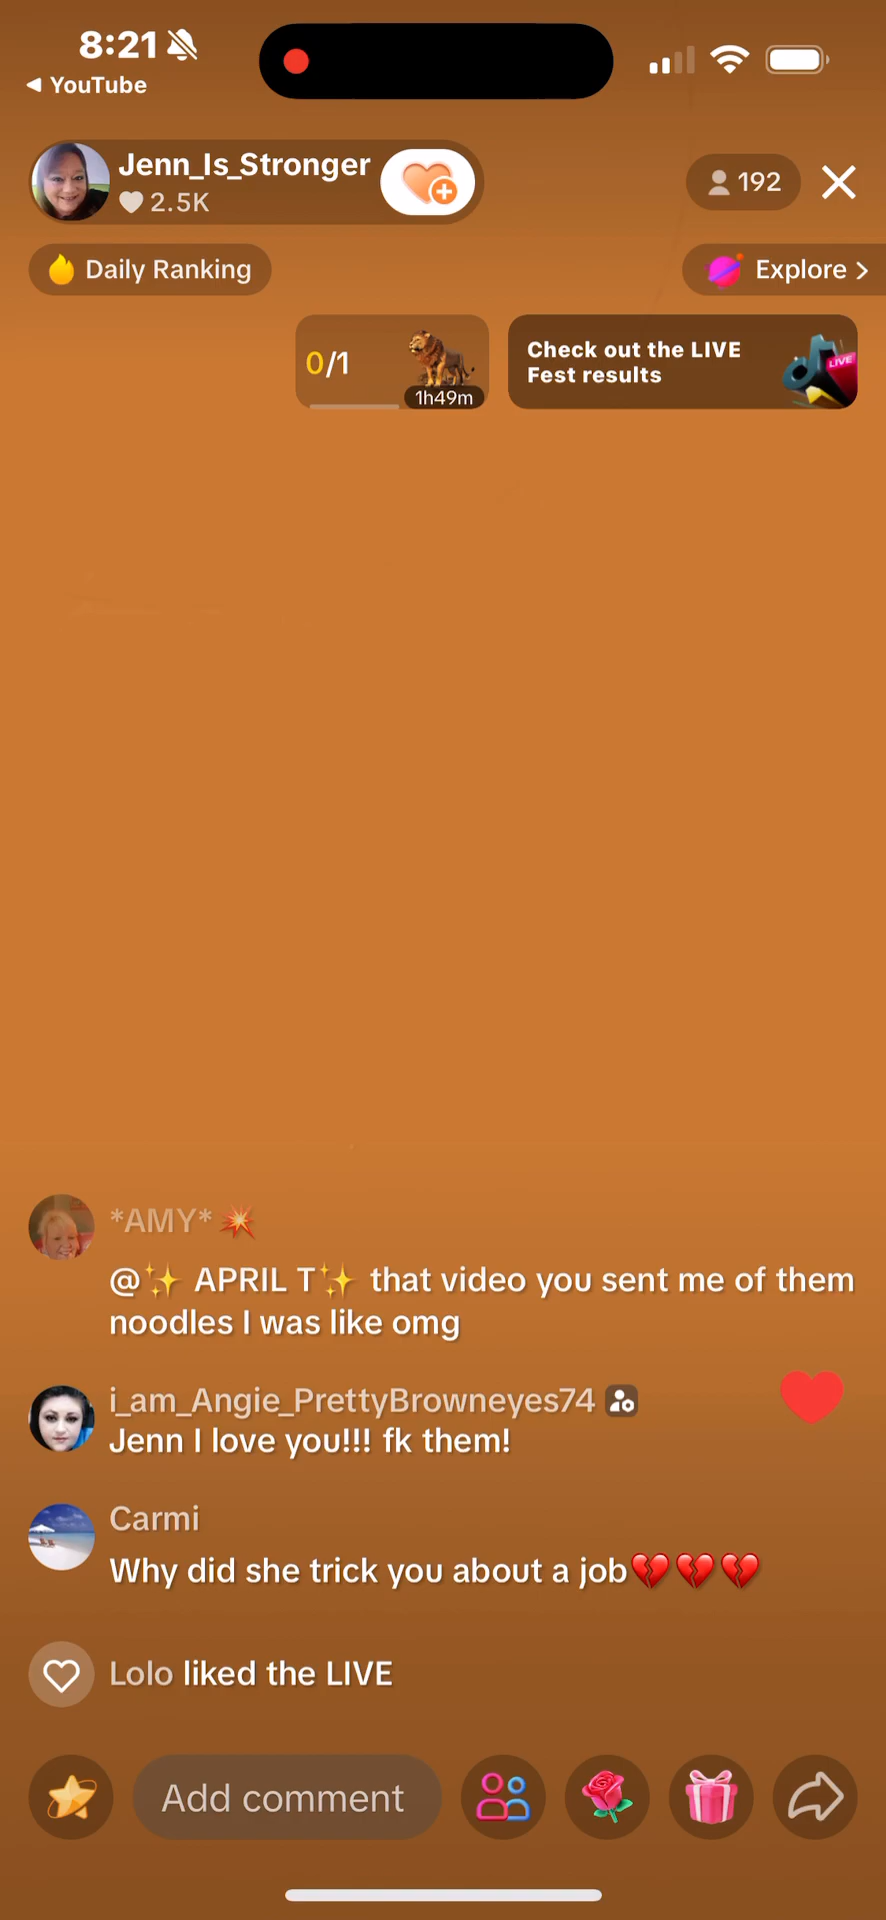 8:21
YouTube
Jenn_Is_Stronger
2.5K
192
Daily Ranking
Explore
0/1
1h49m
Check out the LIVE
Fest results
LIVE
*AMY* 💥
@✨ APRIL T✨ that video you sent me of them
noodles I was like omg
i_am_Angie_PrettyBrowneyes74
Jenn I love you!!! fk them!
Carmi
Why did she trick you about a job💔💔💔
Lolo liked the LIVE
Add comment